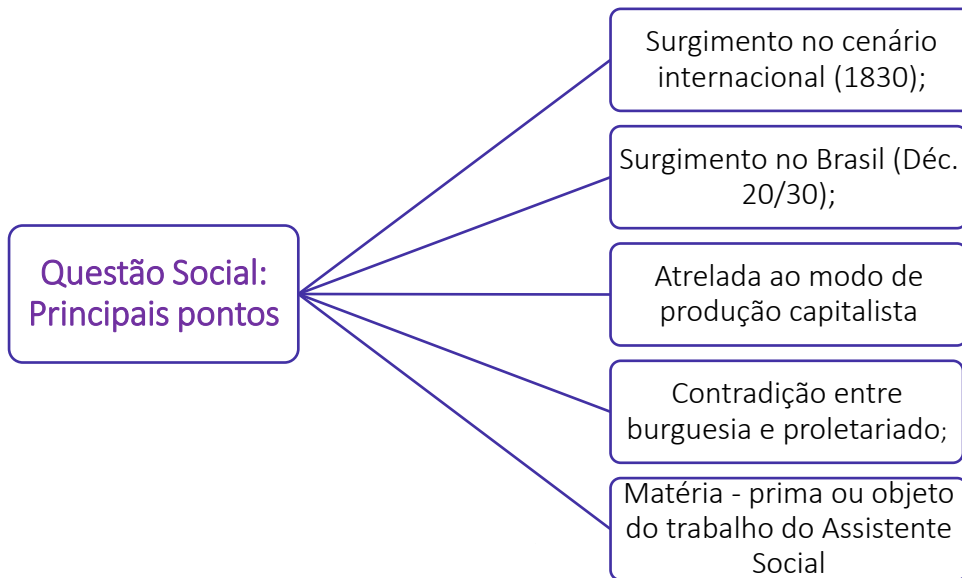 Questão Social:
Principais pontos
Surgimento no cenário
internacional (1830);
Surgimento no Brasil (Déc.
20/30);
Atrelada ao modo de
produção capitalista
Contradição entre
burguesia e proletariado;
Matéria - prima ou objeto
do trabalho do Assistente
Social